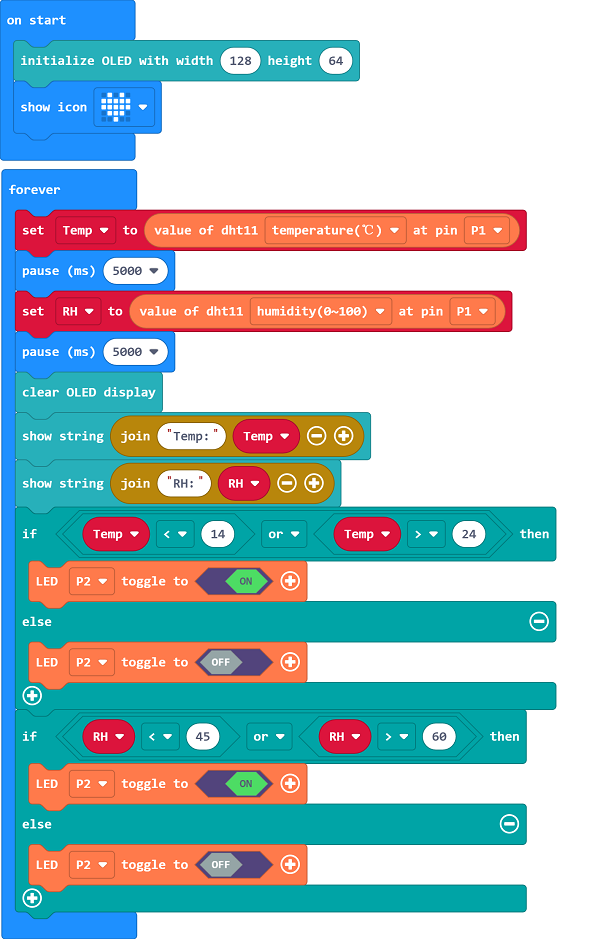 on start
initialize OLED with width 128 height 64
show icon
forever
set Temp to value of dht11 temperature(℃) at pin P1
pause (ms) 5000
set RH to value of dht11 humidity(0~100) at pin P1
pause (ms) 5000
clear OLED display
show string join "Temp:" Temp
show string join "RH:" RH
if Temp < 14 or Temp > 24 then
LED P2 toggle to ON
else
LED P2 toggle to OFF
if RH < 45 or RH > 60 then
LED P2 toggle to ON
else
LED P2 toggle to OFF